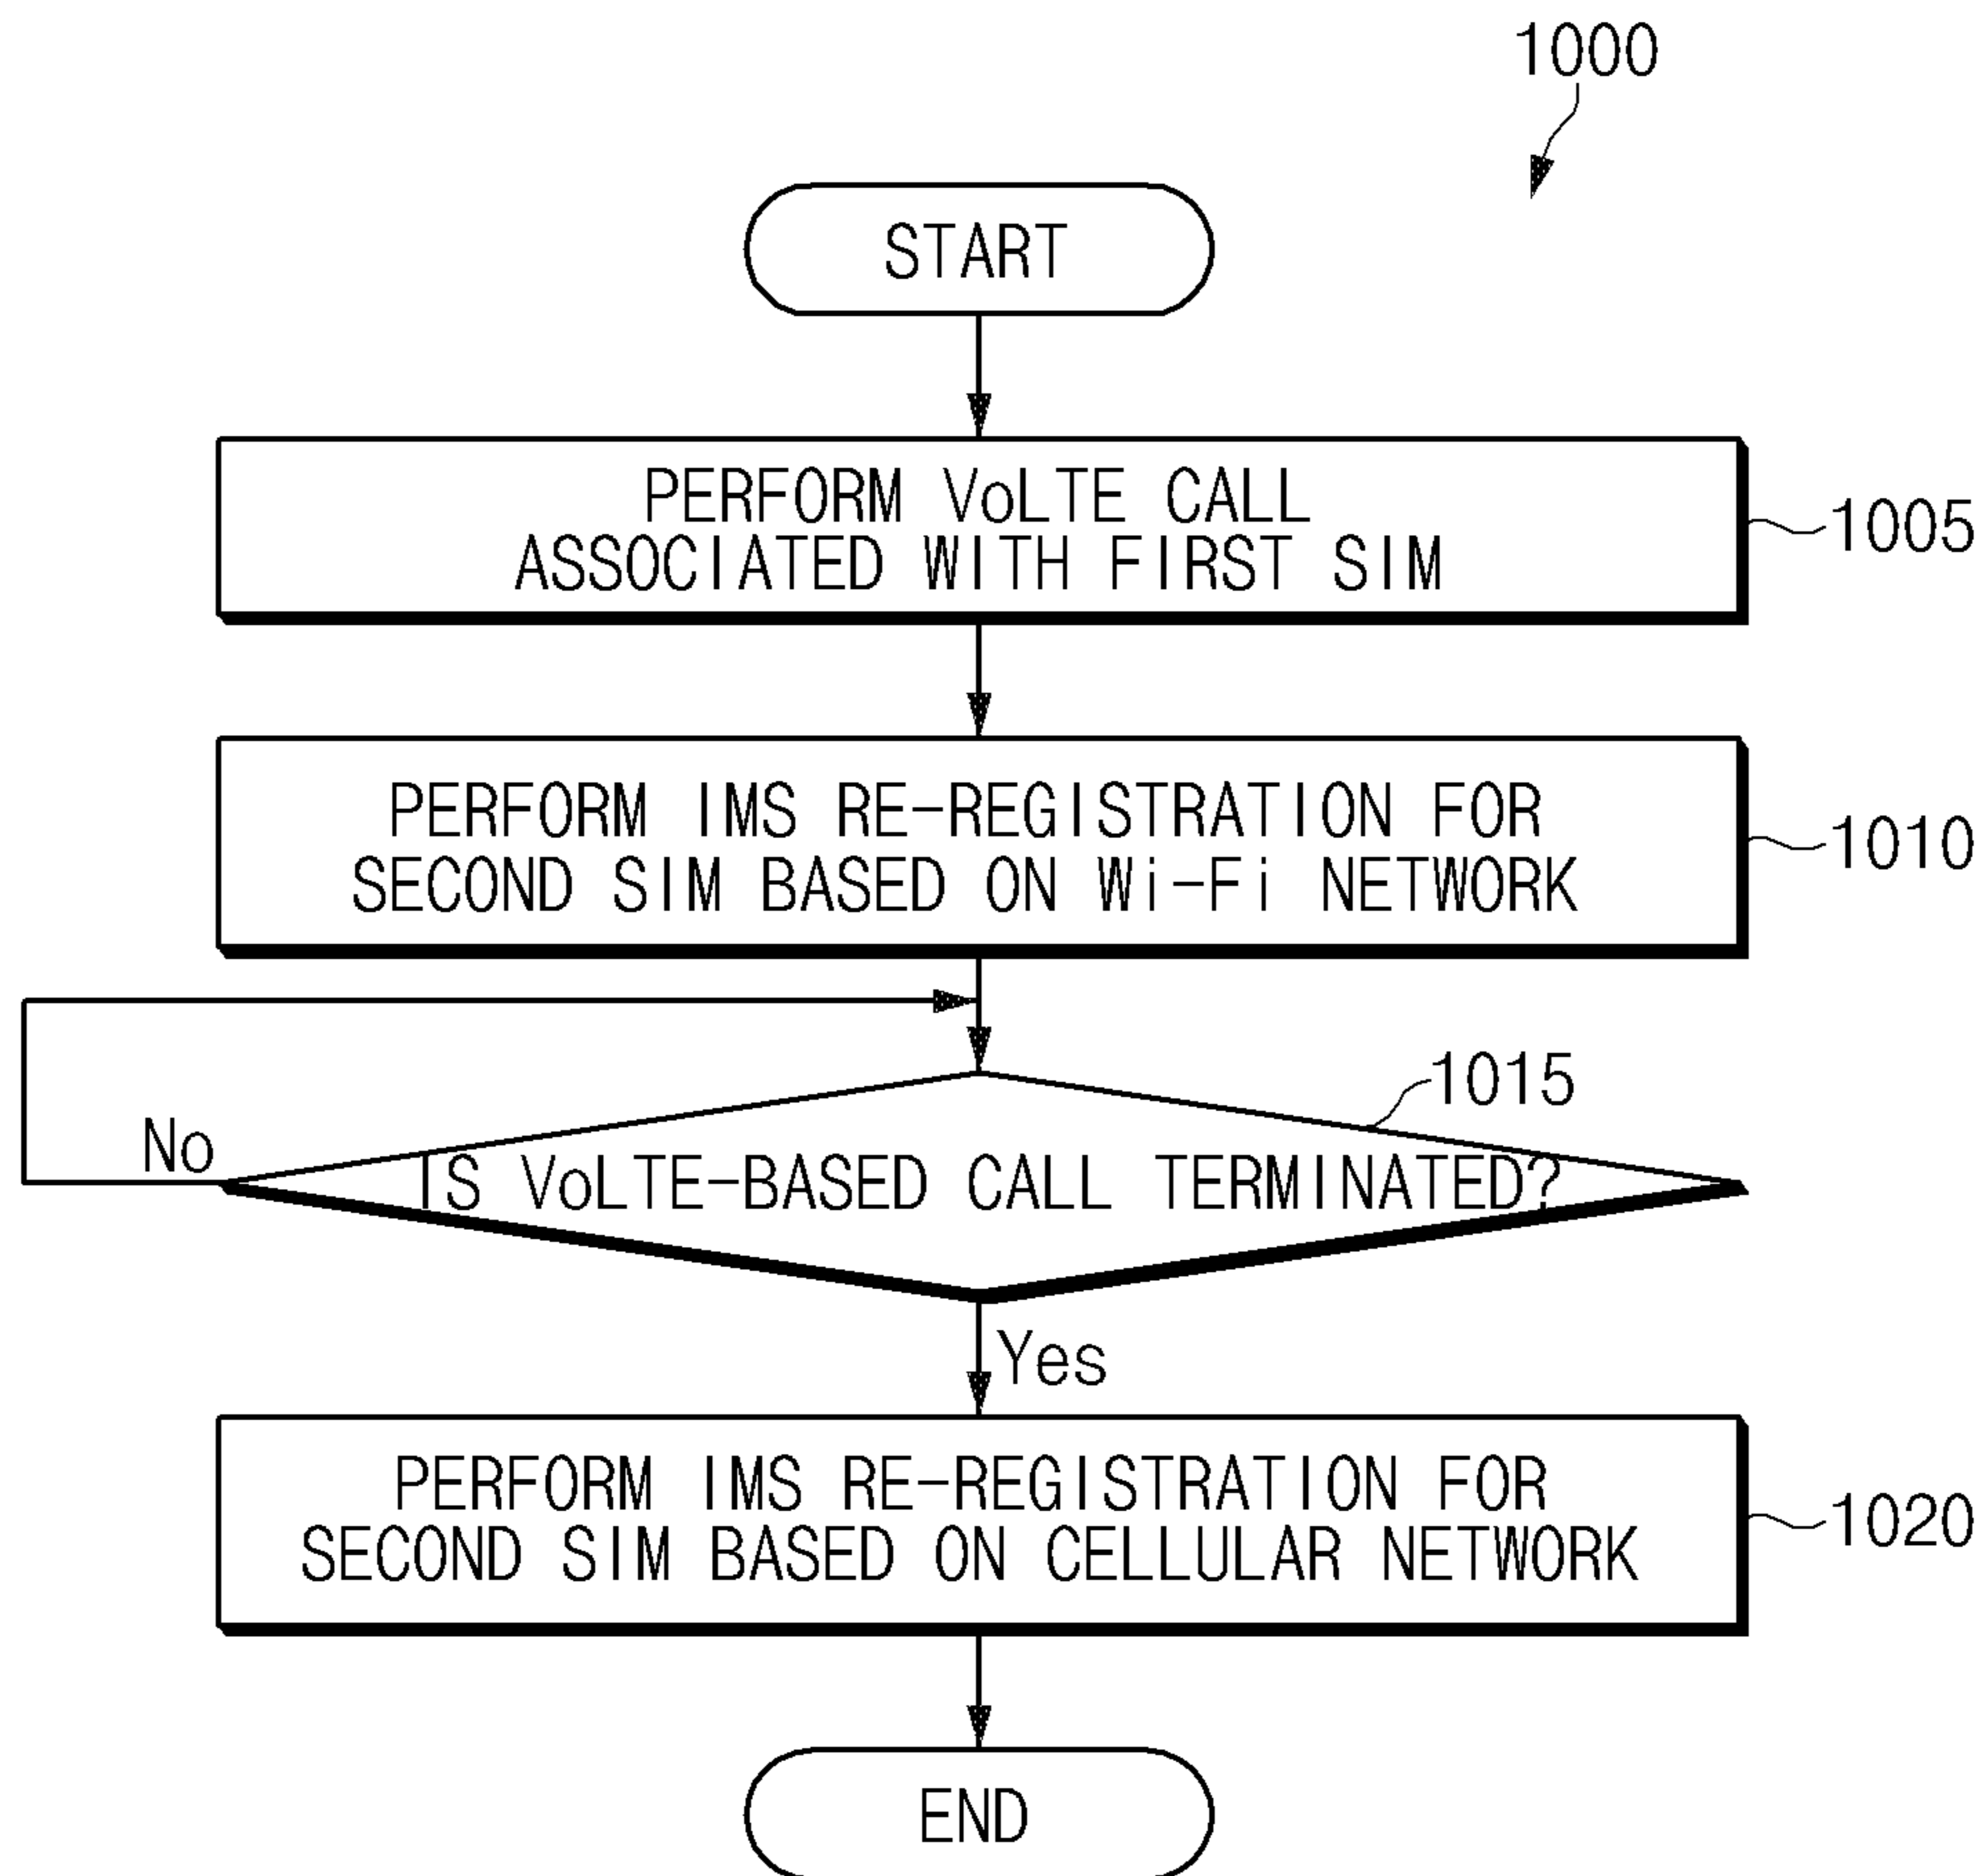 1000
START
PERFORM VoLTE CALL
ASSOCIATED WITH FIRST SIM
1005
PERFORM IMS RE-REGISTRATION FOR
SECOND SIM BASED ON Wi-Fi NETWORK
1010
1015
No
IS VoLTE-BASED CALL TERMINATED?
Yes
PERFORM IMS RE-REGISTRATION FOR
SECOND SIM BASED ON CELLULAR NETWORK
1020
END